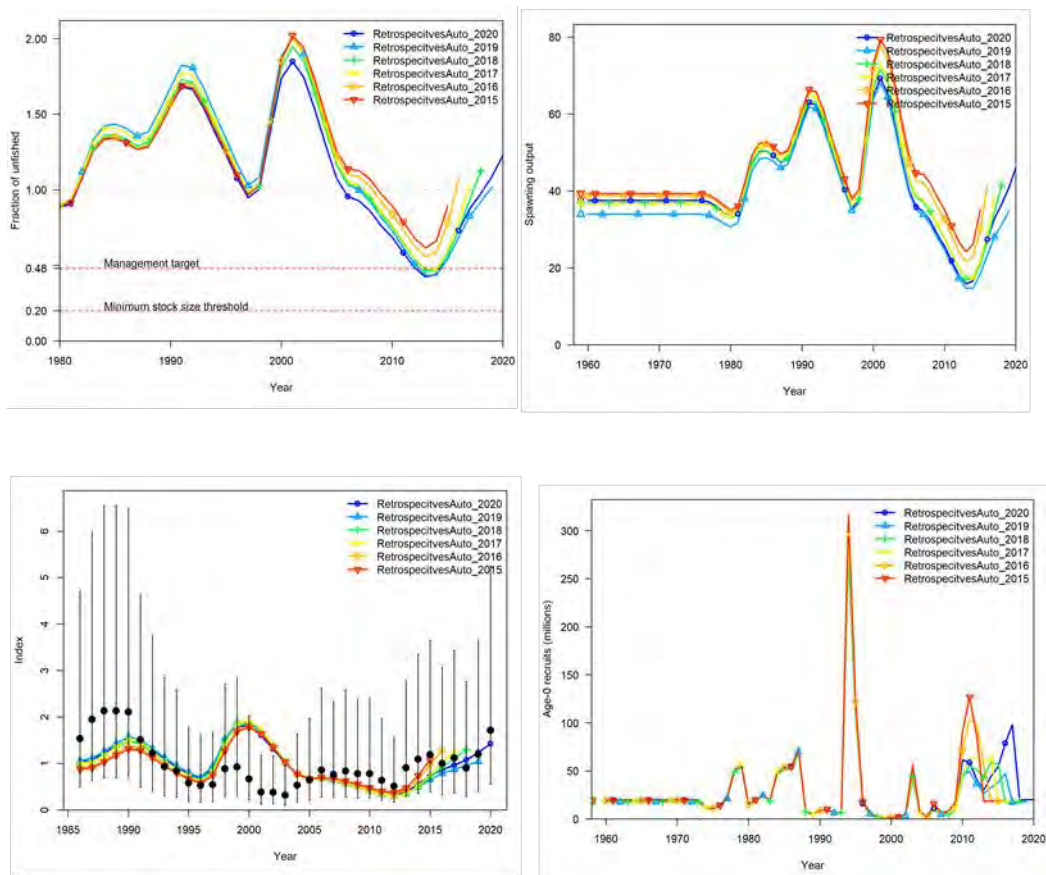 2.00
1.50
1.00
0.48
0.20
0.00
Fraction of unfished
RetrospecitvesAuto_2020
RetrospecitvesAuto_2019
RetrospecitvesAuto_2018
RetrospecitvesAuto_2017
RetrospecitvesAuto_2016
RetrospecitvesAuto_2015
Management target
Minimum stock size threshold
1980
1990
2000
2010
2020
Year
80
60
40
20
0
Spawning output
RetrospecitvesAuto_2020
RetrospecitvesAuto_2019
RetrospecitvesAuto_2018
RetrospecitvesAuto_2017
RetrospecitvesAuto_2016
RetrospecitvesAuto_2015
1960
1970
1980
1990
2000
2010
2020
Year
6
5
4
3
2
1
0
Index
RetrospecitvesAuto_2020
RetrospecitvesAuto_2019
RetrospecitvesAuto_2018
RetrospecitvesAuto_2017
RetrospecitvesAuto_2016
RetrospecitvesAuto_2015
1985
1990
1995
2000
2005
2010
2015
2020
Year
300
250
200
150
100
50
0
Age-0 recruits (millions)
RetrospecitvesAuto_2020
RetrospecitvesAuto_2019
RetrospecitvesAuto_2018
RetrospecitvesAuto_2017
RetrospecitvesAuto_2016
RetrospecitvesAuto_2015
1960
1970
1980
1990
2000
2010
2020
Year